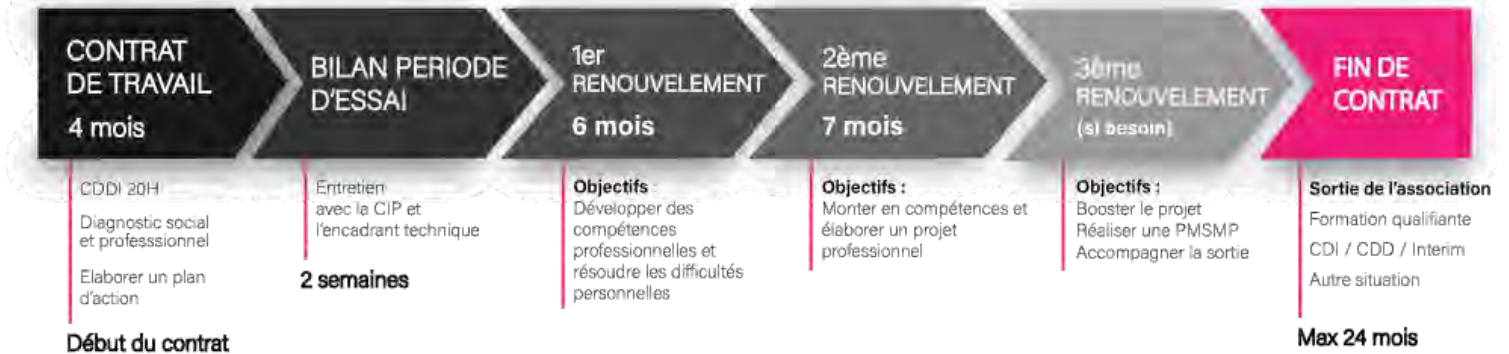 CONTRAT
DE TRAVAIL
4 mois
CDDI 20H
Diagnostic social
et professsionnel
Elaborer un plan
d'action
Début du contrat
BILAN PERIODE
D'ESSAI
Entretien
avec la CIP et
l'encadrant technique
2 semaines
1er
RENOUVELEMENT
6 mois
Objectifs :
Développer des
compétences
professionnelles et
résoudre les difficultés
personnelles
2ème
RENOUVELEMENT
7 mois
Objectifs :
Monter en compétences et
élaborer un projet
professionnel
3ème
RENOUVELEMENT
(si besoin)
Objectifs :
Booster le projet
Réaliser une PMSMP
Accompagner la sortie
FIN DE
CONTRAT
Sortie de l'association
Formation qualifiante
CDI / CDD / Interim
Autre situation
Max 24 mois